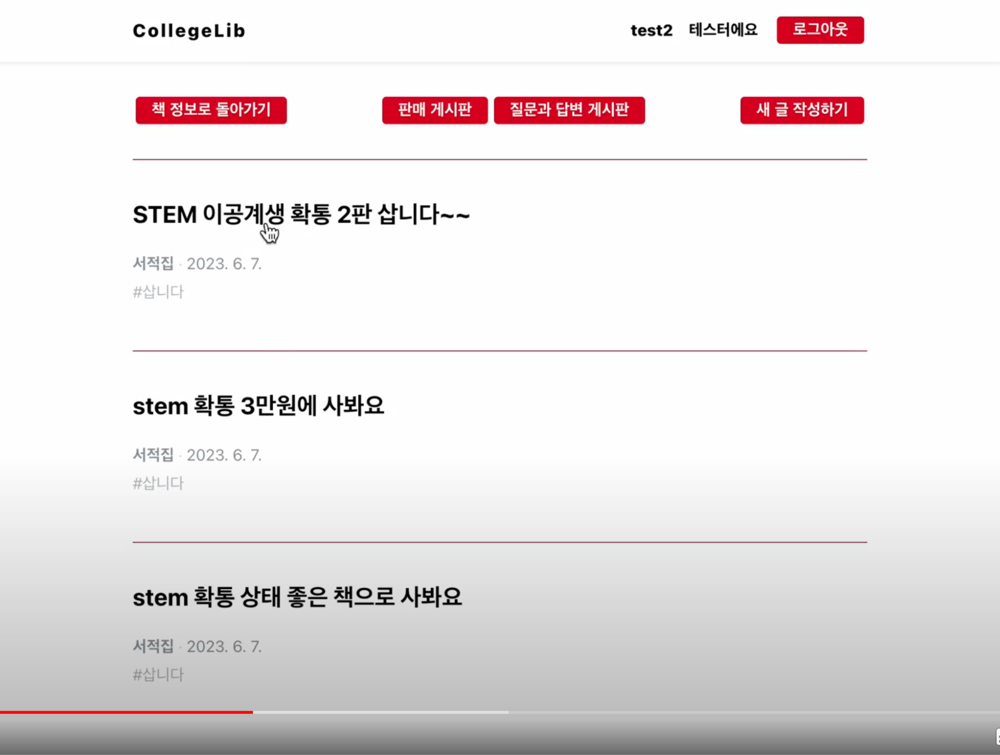 CollegeLib
test2 테스터에요 로그아웃
책 정보로 돌아가기 판매 게시판 질문과 답변 게시판 새 글 작성하기
STEM 이공계생 확통 2판 삽니다~~
서적집 · 2023. 6. 7.
#삽니다
stem 확통 3만원에 사봐요
서적집 · 2023. 6. 7.
#삽니다
stem 확통 상태 좋은 책으로 사봐요
서적집 · 2023. 6. 7.
#삽니다